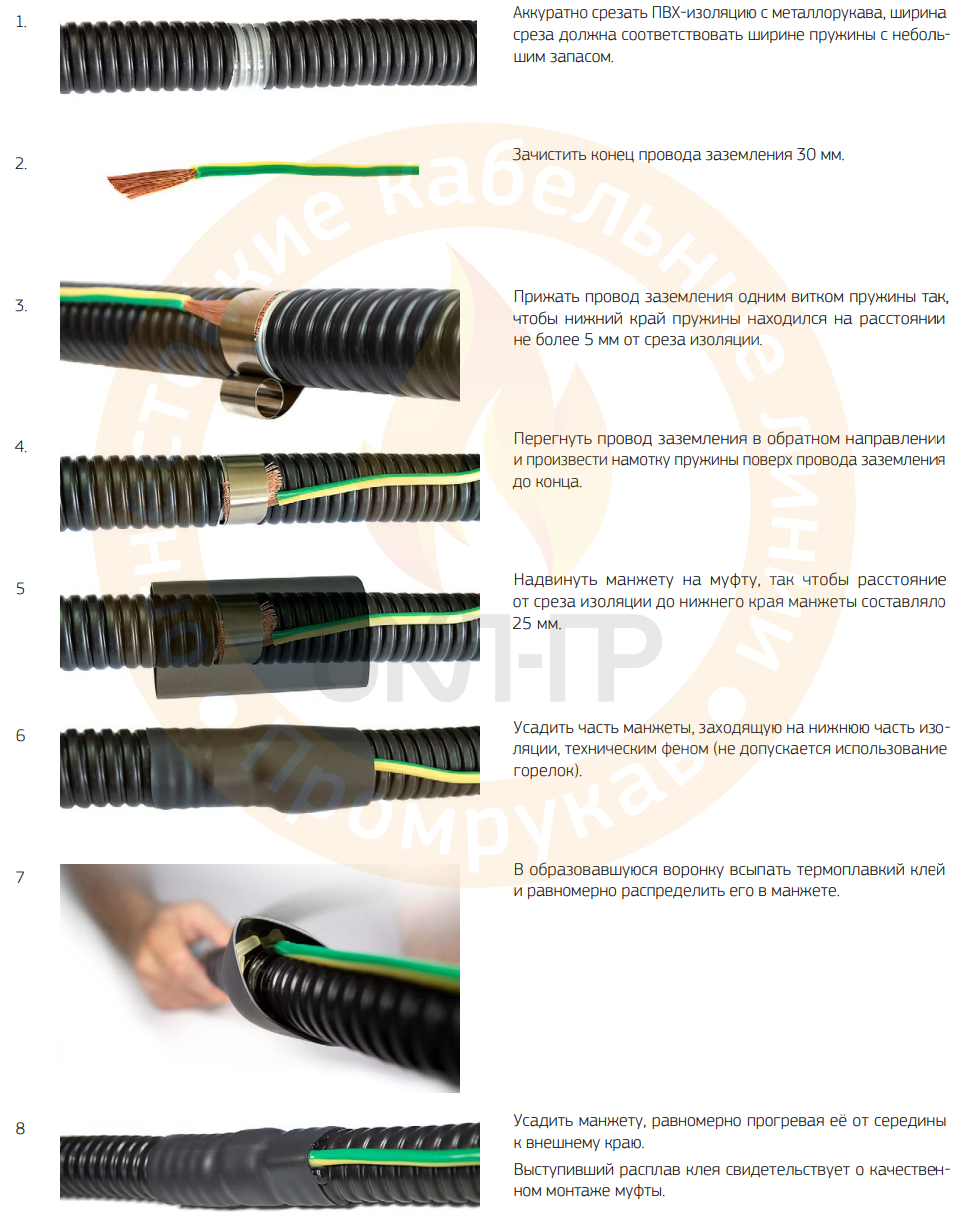 1.
Аккуратно срезать ПВХ-изоляцию с металлорукава, ширина
среза должна соответствовать ширине пружины с неболь-
шим запасом.
2.
Зачистить конец провода заземления 30 мм.
3.
Прижать провод заземления одним витком пружины так,
чтобы нижний край пружины находился на расстоянии
не более 5 мм от среза изоляции.
4.
Перегнуть провод заземления в обратном направлении
и произвести намотку пружины поверх провода заземления
до конца.
5
Надвинуть манжету на муфту, так чтобы расстояние
от среза изоляции до нижнего края манжеты составляло
25 мм.
6
Усадить часть манжеты, заходящую на нижнюю часть изо-
ляции, техническим феном (не допускается использование
горелок).
7
В образовавшуюся воронку всыпать термоплавкий клей
и равномерно распределить его в манжете.
8
Усадить манжету, равномерно прогревая её от середины
к внешнему краю.
Выступивший расплав клея свидетельствует о качествен-
ном монтаже муфты.
огнестойкие кабельные линии
Промрукав
ОКЛ-ПР